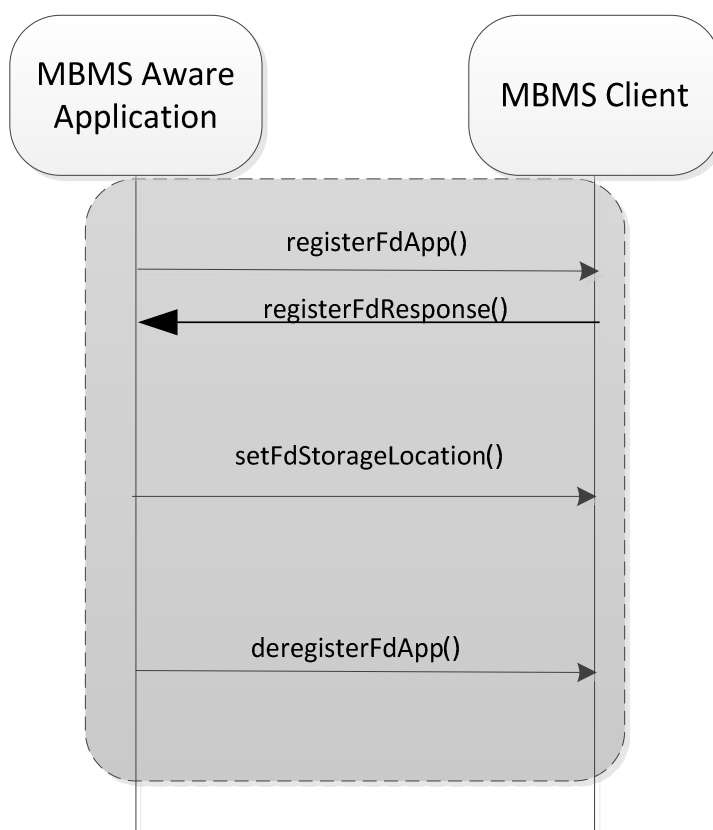 MBMS Aware
Application
MBMS Client
registerFdApp()
registerFdResponse()
setFdStorageLocation()
deregisterFdApp()